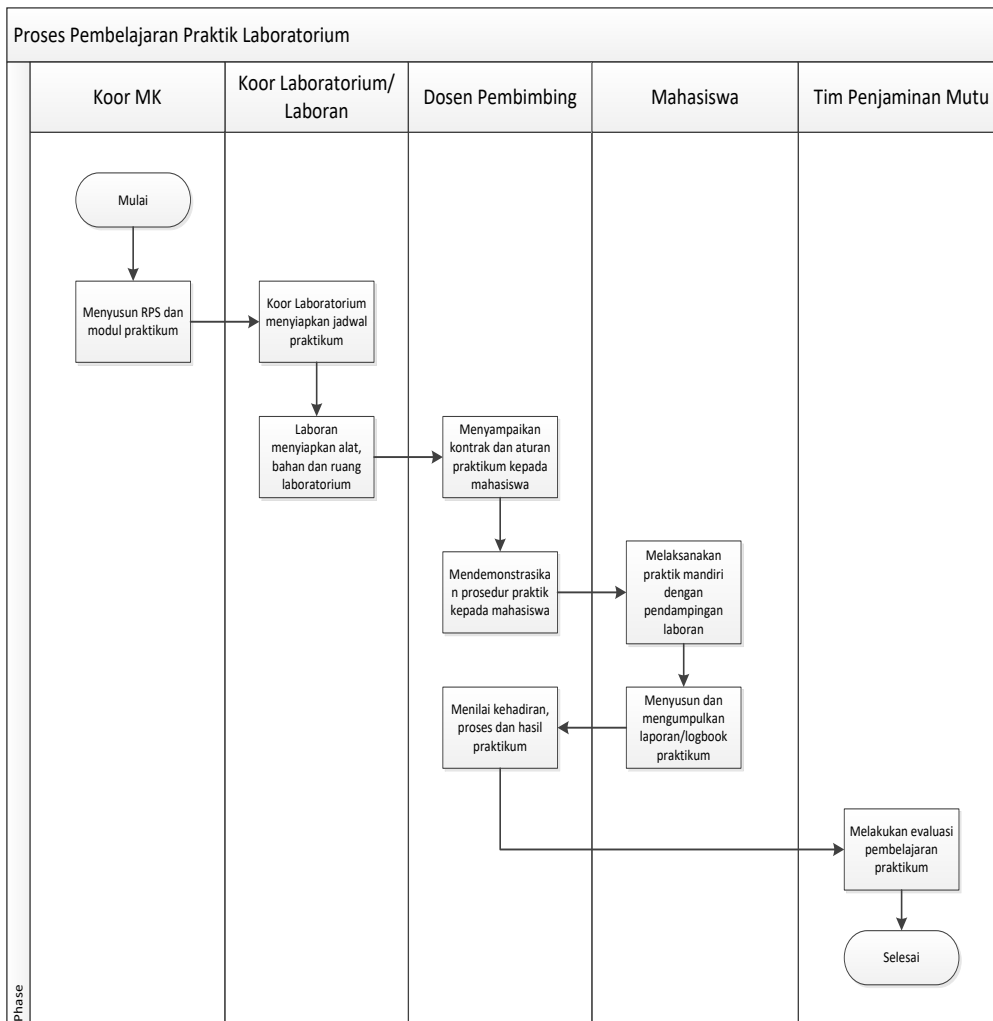 Proses Pembelajaran Praktik Laboratorium
Koor MK
Koor Laboratorium/
Laboran
Dosen Pembimbing
Mahasiswa
Tim Penjaminan Mutu
Mulai
Menyusun RPS dan
modul praktikum
Koor Laboratorium
menyiapkan jadwal
praktikum
Laboran
menyiapkan alat,
bahan dan ruang
laboratorium
Menyampaikan
kontrak dan aturan
praktikum kepada
mahasiswa
Mendemonstrasika
n prosedur praktik
kepada mahasiswa
Melaksanakan
praktik mandiri
dengan
pendampingan
laboran
Menyusun dan
mengumpulkan
laporan/logbook
praktikum
Menilai kehadiran,
proses dan hasil
praktikum
Melakukan evaluasi
pembelajaran
praktikum
Selesai
Phase